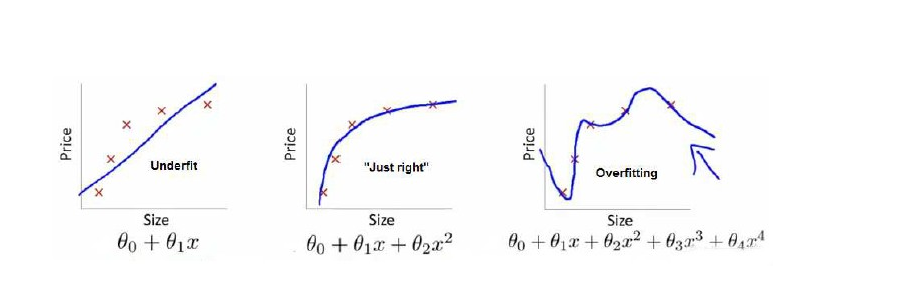 Price
Underfit
Size
θ₀ + θ₁x
Price
"Just right"
Size
θ₀ + θ₁x + θ₂x²
Price
Overfitting
Size
θ₀ + θ₁x + θ₂x² + θ₃x³ + θ₄x⁴